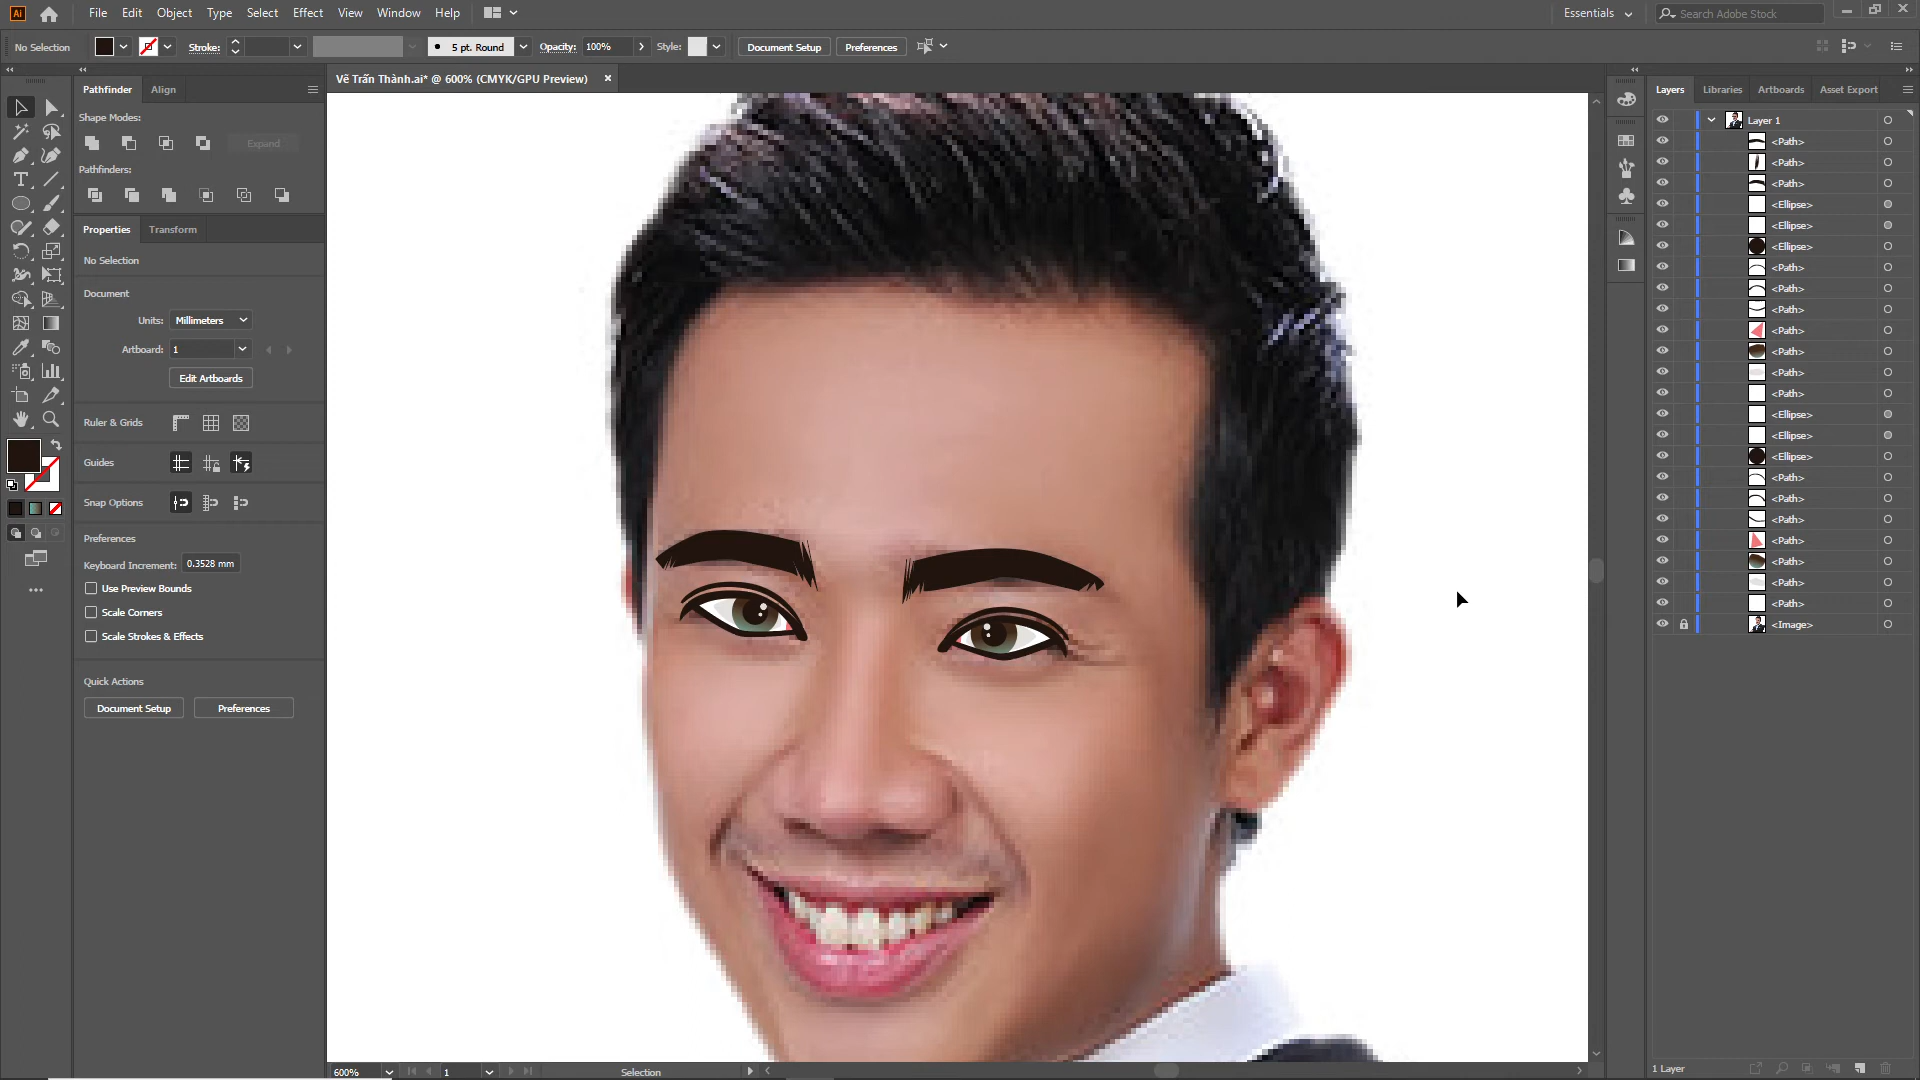 Ai File Edit Object Type Select Effect View Window Help Essentials Search Adobe Stock
No Selection Stroke: 5 pt. Round Opacity: 100% Style: Document Setup Preferences
Vẽ Trấn Thành.ai* @ 600% (CMYK/GPU Preview)
Pathfinder Align
Shape Modes:
Expand
Pathfinders:
Properties Transform
No Selection
Document
Units: Millimeters
Artboard: 1
Edit Artboards
Ruler & Grids
Guides
Snap Options
Preferences
Keyboard Increment: 0.3528 mm
Use Preview Bounds
Scale Corners
Scale Strokes & Effects
Quick Actions
Document Setup Preferences
Layers Libraries Artboards Asset Export
Layer 1
<Path>
<Path>
<Path>
<Ellipse>
<Ellipse>
<Ellipse>
<Path>
<Path>
<Path>
<Path>
<Path>
<Path>
<Path>
<Ellipse>
<Ellipse>
<Ellipse>
<Path>
<Path>
<Path>
<Path>
<Path>
<Path>
<Path>
<Image>
600% 1 Selection
1 Layer